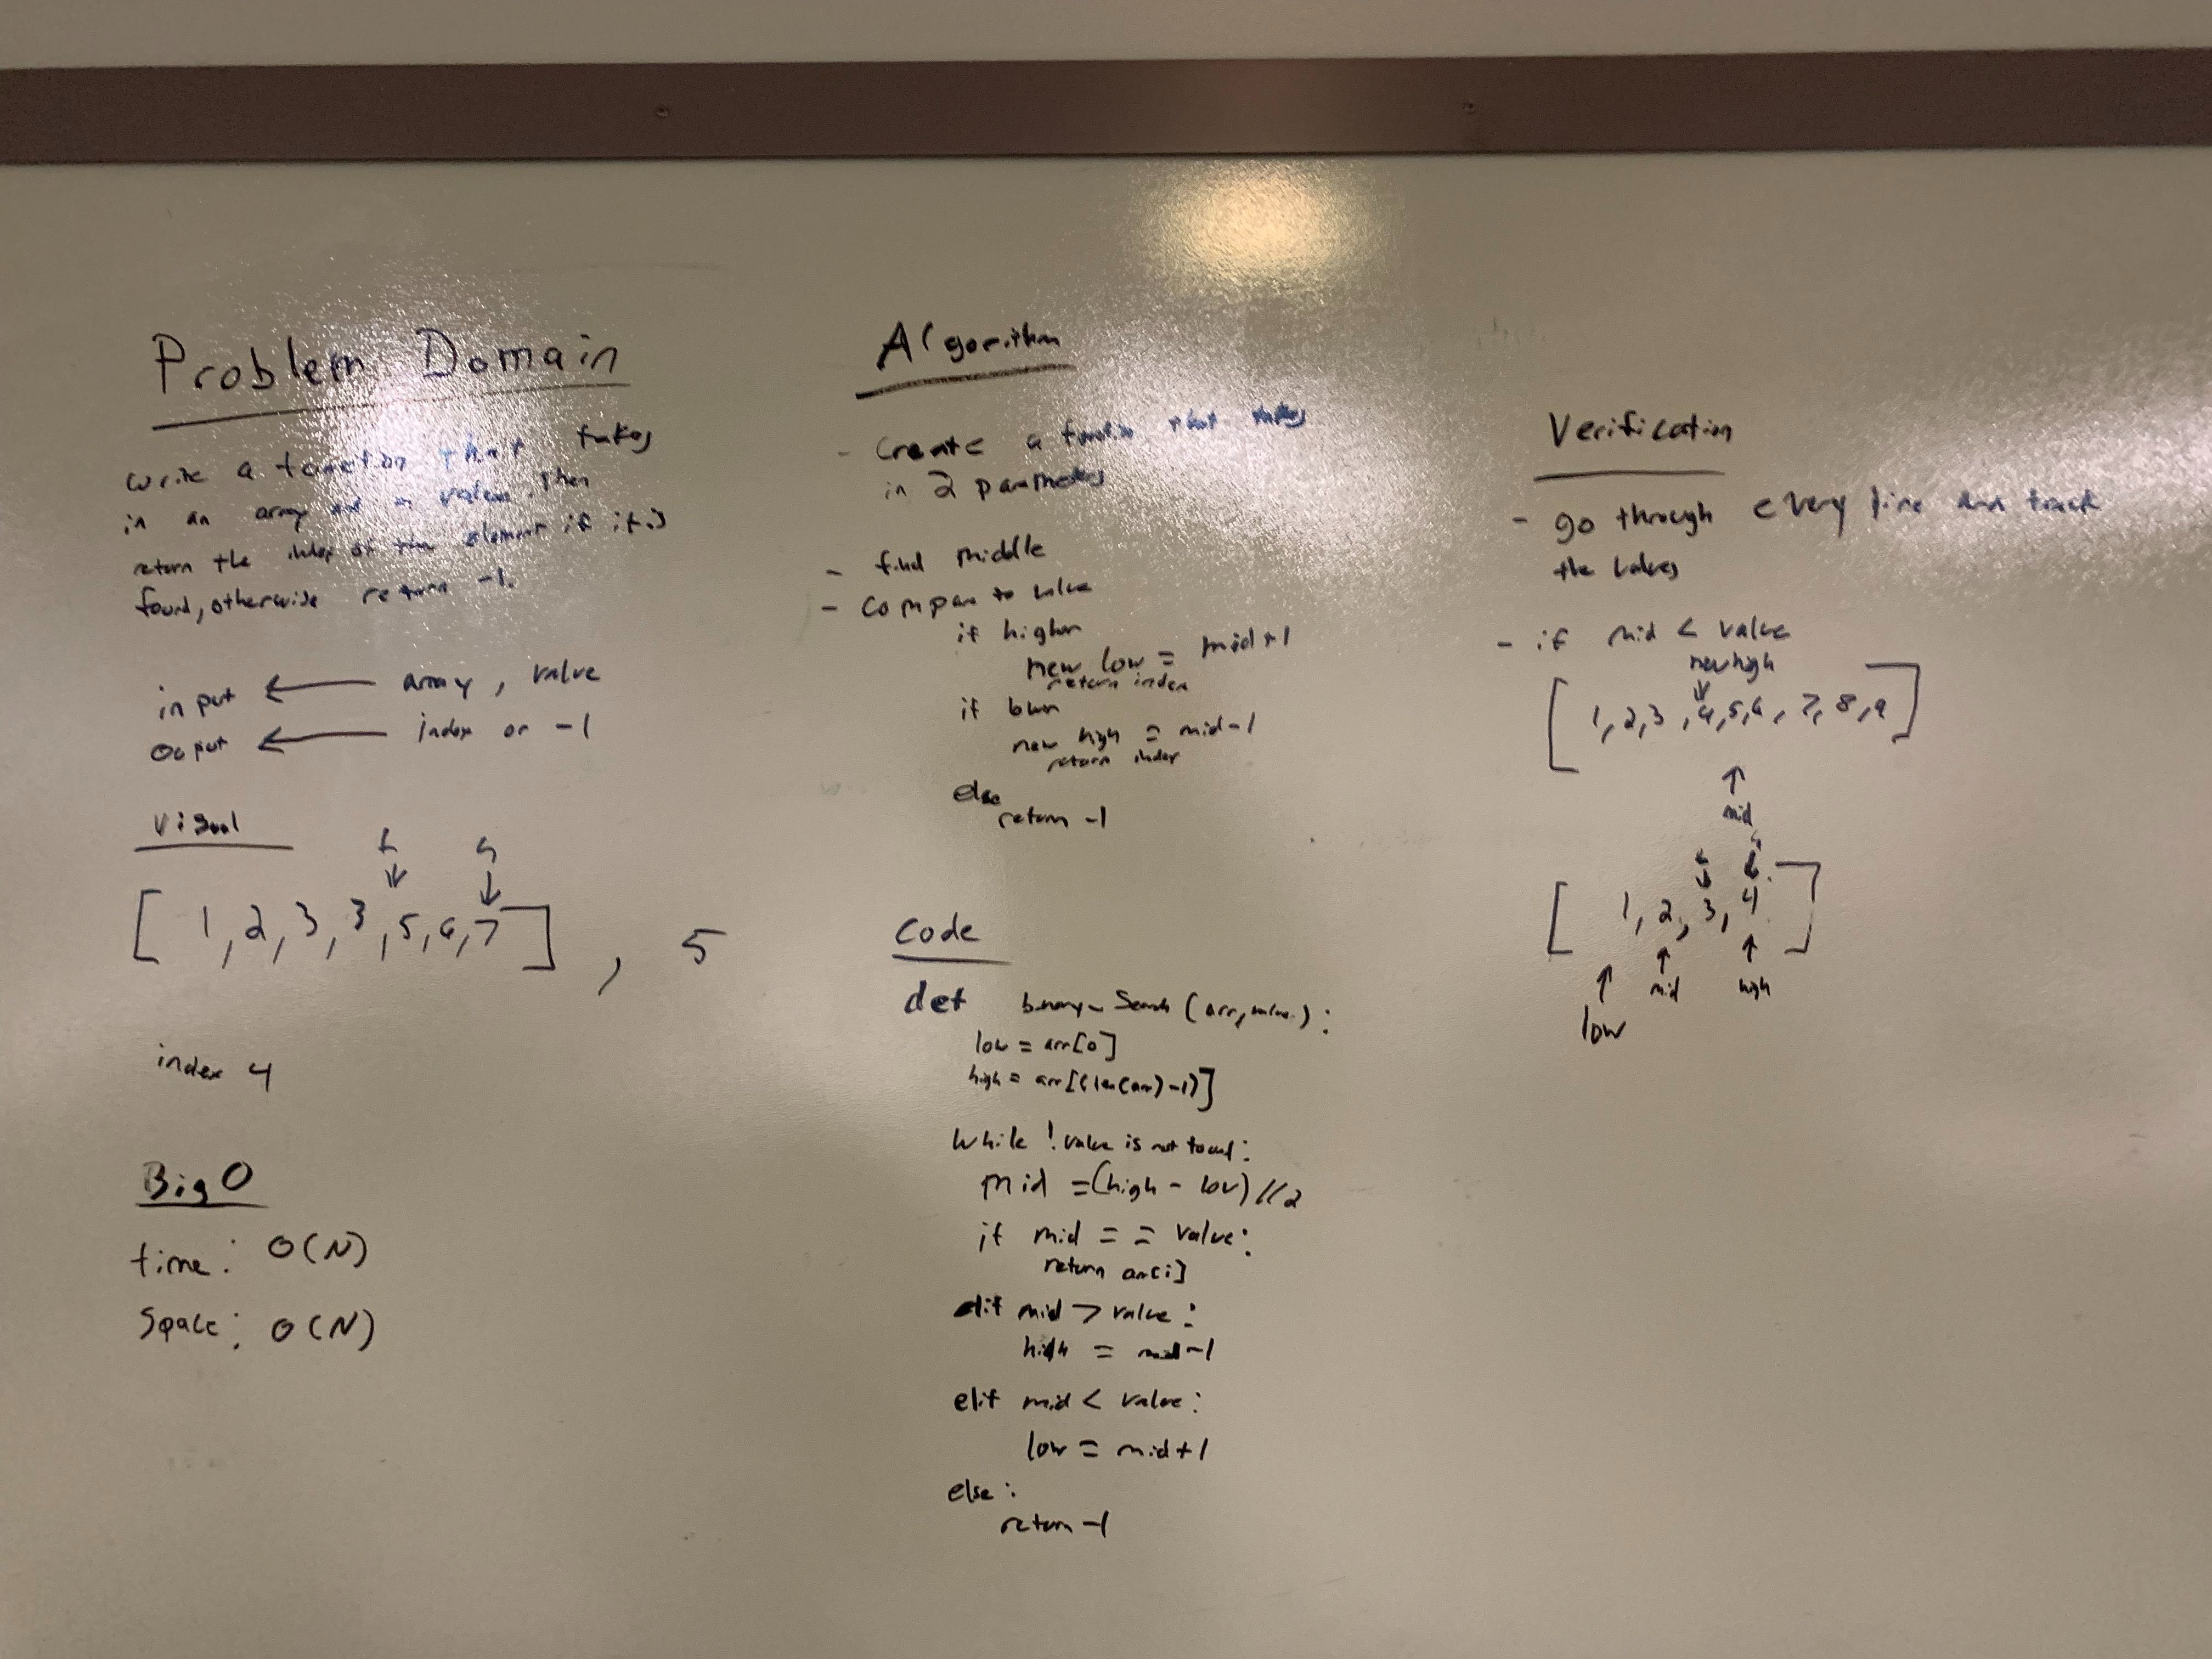 Problem Domain
write a function that takes
in an array and a value. Then
return the index of the element if it is
found, otherwise return -1.
input ← array, value
ouput ← index or -1
Visual
[ 1, 2, 3, 3, 5, 6, 7 ] , 5
index 4
Big O
time: O(N)
Space: O(N)
Algorithm
- Create a function that takes
in 2 parameters
- find middle
- compare to value
if higher
new low = mid+1
return index
if lower
new high = mid-1
return index
else
return -1
Code
def binary_Search (arr, value):
low = arr[0]
high = arr[(len(arr)-1)]
while !value is not found:
mid = (high - low) //2
if mid == value:
return arr[i]
elif mid > value:
high = mid-1
elif mid < value:
low = mid+1
else:
return -1
Verification
- go through every line and track
the values
- if mid < value
new high
[ 1, 2, 3, 4, 5, 6, 7, 8, 9 ]
mid
[ 1, 2, 3, 4 ]
mid high
low